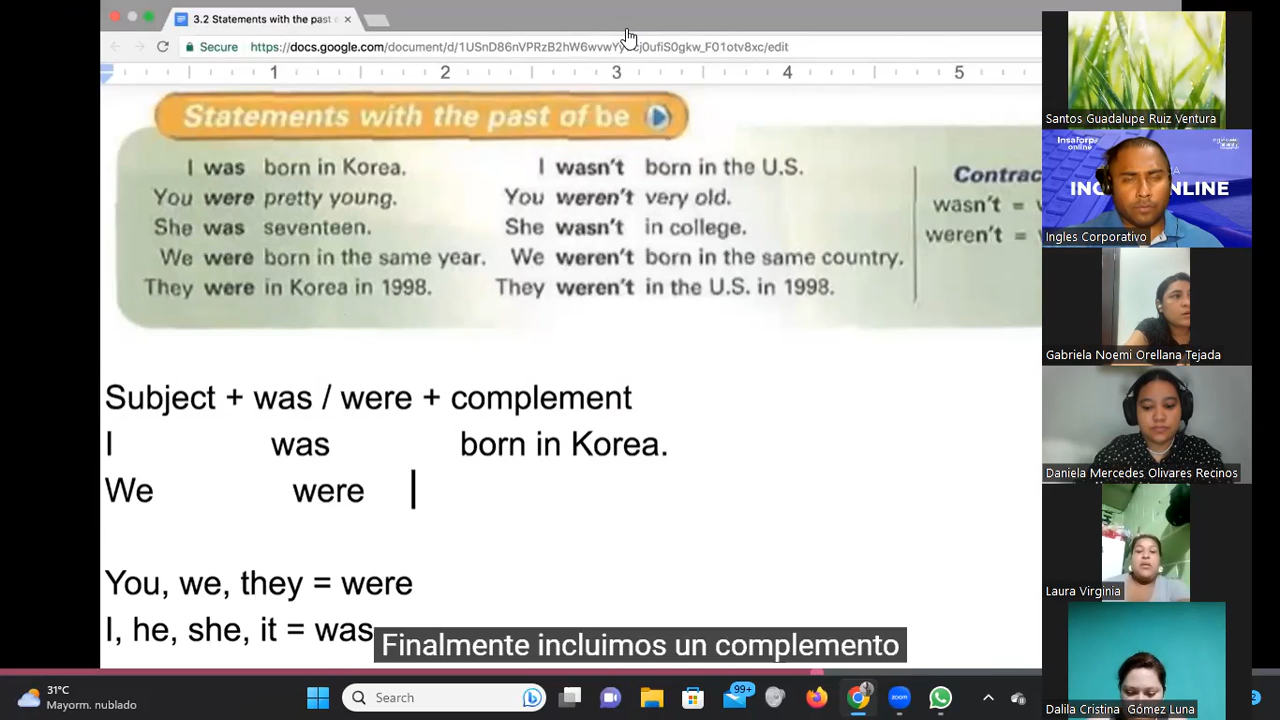 3.2 Statements with the past
Secure
https://docs.google.com/document/d/
1 2 3 4 5
Statements with the past of be
I was born in Korea.
You were pretty young.
She was seventeen.
We were born in the same year.
They were in Korea in 1998.
I wasn't born in the U.S.
You weren't very old.
She wasn't in college.
We weren't born in the same country.
They weren't in the U.S. in 1998.
wasn't =
weren't =
Subject + was / were + complement
I was born in Korea.
We were
You, we, they = were
I, he, she, it = was
Finalmente incluimos un complemento
Santos Guadalupe Ruiz Ventura
Insaforp online
Ingles Corporativo
Gabriela Noemi Orellana Tejada
Daniela Mercedes Olivares Recinos
Laura Virginia
Dalila Cristina Gómez Luna
31°C
Mayorm. nublado
Search
99+
zoom